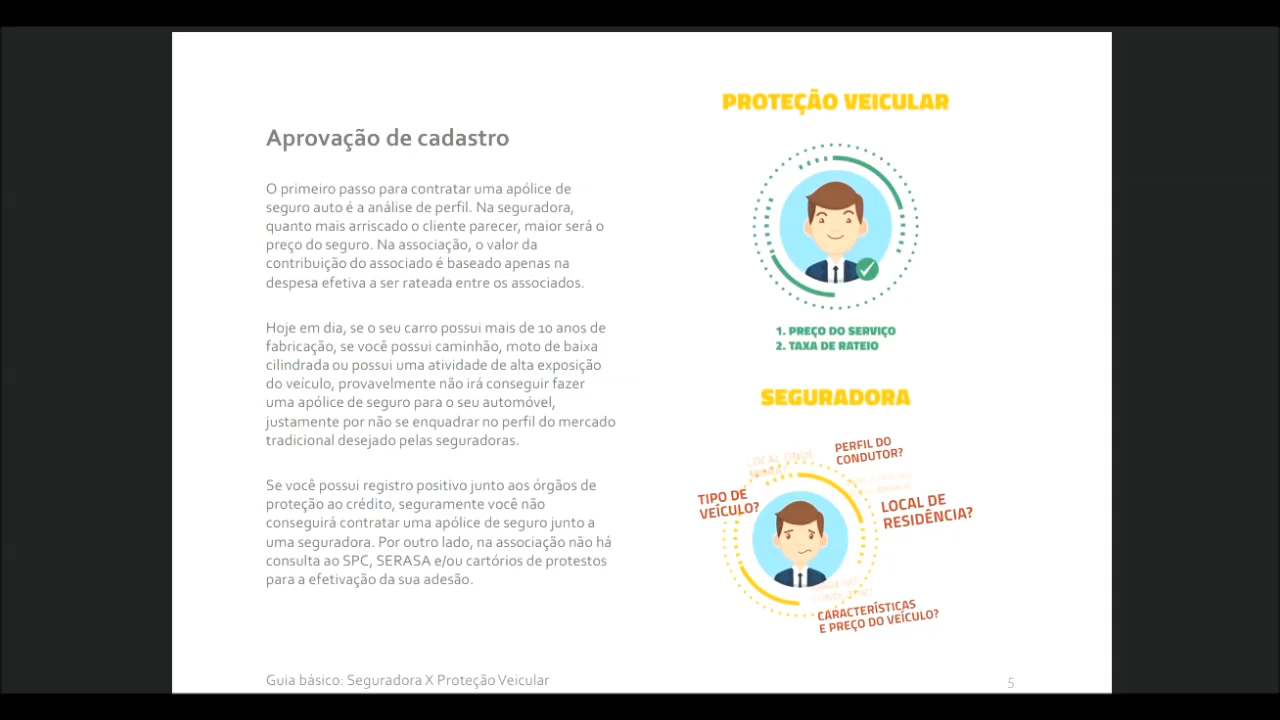 Aprovação de cadastro
O primeiro passo para contratar uma apólice de
seguro auto é a análise de perfil. Na seguradora,
quanto mais arriscado o cliente parecer, maior será o
preço do seguro. Na associação, o valor da
contribuição do associado é baseado apenas na
despesa efetiva a ser rateada entre os associados.
Hoje em dia, se o seu carro possui mais de 10 anos de
fabricação, se você possui caminhão, moto de baixa
cilindrada ou possui uma atividade de alta exposição
do veículo, provavelmente não irá conseguir fazer
uma apólice de seguro para o seu automóvel,
justamente por não se enquadrar no perfil do mercado
tradicional desejado pelas seguradoras.
Se você possui registro positivo junto aos órgãos de
proteção ao crédito, seguramente você não
conseguirá contratar uma apólice de seguro junto a
uma seguradora. Por outro lado, na associação não há
consulta ao SPC, SERASA e/ou cartórios de protestos
para a efetivação da sua adesão.
PROTEÇÃO VEICULAR
1. PREÇO DO SERVIÇO
2. TAXA DE RATEIO
SEGURADORA
PERFIL DO
CONDUTOR?
TIPO DE
VEÍCULO?
LOCAL DE
RESIDÊNCIA?
CARACTERÍSTICAS
E PREÇO DO VEÍCULO?
Guia básico: Seguradora X Proteção Veicular
5